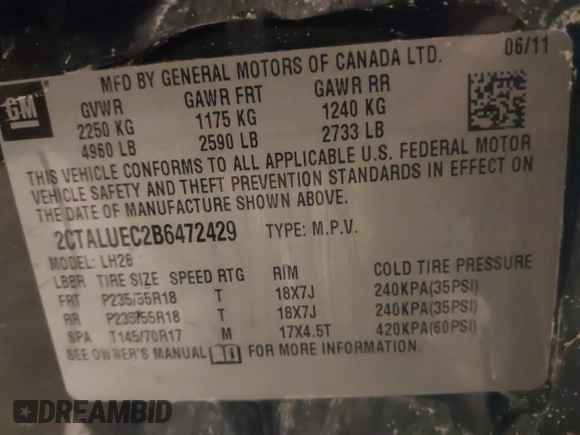 GM
MFD BY GENERAL MOTORS OF CANADA LTD. 06/11
GVWR GAWR FRT GAWR RR
2250 KG 1175 KG 1240 KG
4960 LB 2590 LB 2733 LB
THIS VEHICLE CONFORMS TO ALL APPLICABLE U.S. FEDERAL MOTOR
VEHICLE SAFETY AND THEFT PREVENTION STANDARDS IN EFFECT ON
THE DATE OF MANUFACTURE SHOWN ABOVE.
2CTALUEC2B6472429 TYPE: M.P.V.
MODEL: LH26
LBBR TIRE SIZE SPEED RTG RIM COLD TIRE PRESSURE
FRT P235/55R18 T 18X7J 240KPA(35PSI)
RR P235/55R18 T 18X7J 240KPA(35PSI)
SPA T145/70R17 M 17X4.5T 420KPA(60PSI)
SEE OWNER'S MANUAL FOR MORE INFORMATION.
DREAMBID